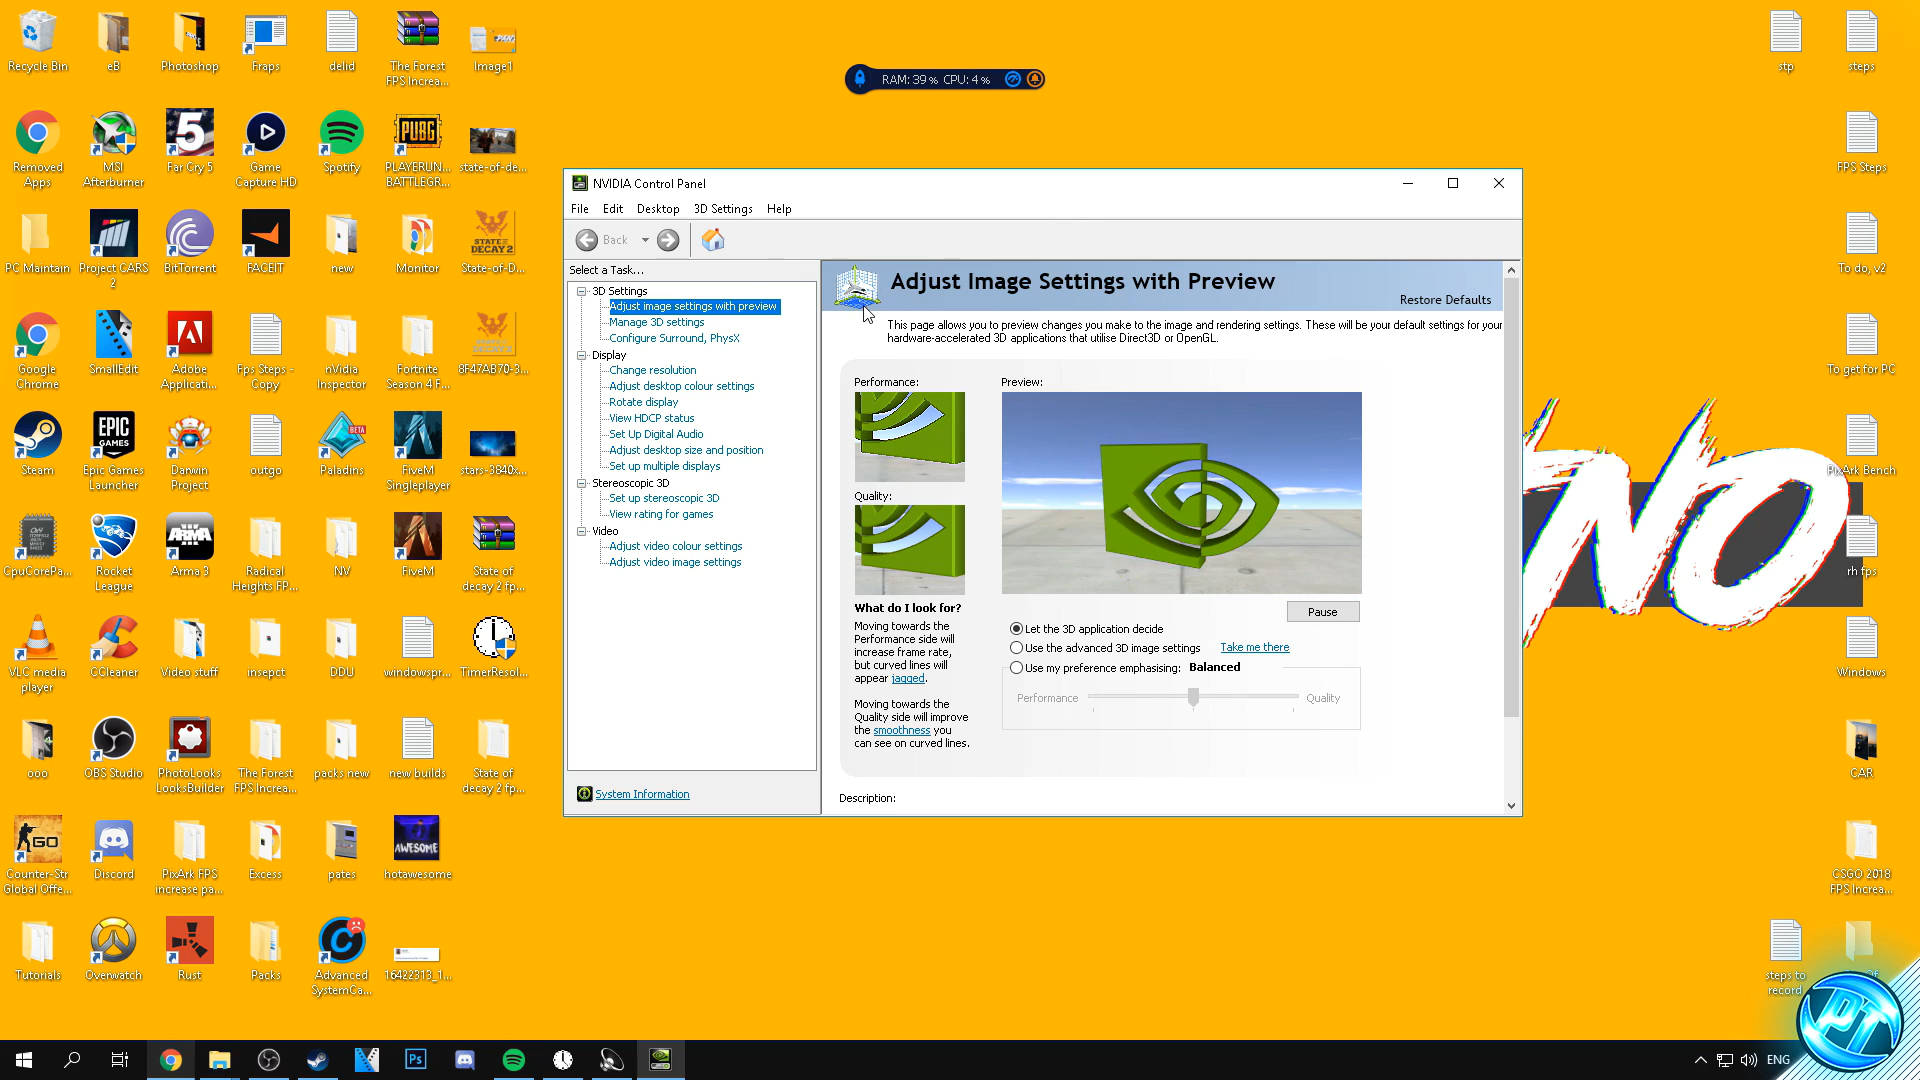 Recycle Bin
eB
Photoshop
Fraps
delid
The Forest
FPS Increa...
Image1
stp
steps
RAM: 39 % CPU: 4 %
Removed
Apps
MSI
Afterburner
5
Far Cry 5
Game
Capture HD
Spotify
PUBG
PLAYERUN...
BATTLEGR...
state-of-de...
FPS Steps
PC Maintain
Project CARS
2
BitTorrent
FACEIT
new
Monitor
STATE OF
DECAY 2
State-of-D...
To do, v2
Google
Chrome
SmallEdit
Adobe
Applicati...
Fps Steps -
Copy
nVidia
Inspector
Fortnite
Season 4 F...
8F47AB70-3...
To get for PC
Steam
EPIC
GAMES
Epic Games
Launcher
Darwin
Project
outgo
BETA
Paladins
FiveM
Singleplayer
stars-3840x...
PixArk Bench
CpuCorePa...
Rocket
League
ARMA
Arma 3
Radical
Heights FP...
NV
FiveM
State of
decay 2 fp...
rh fps
VLC media
player
CCleaner
Video stuff
insepct
DDU
windowspr...
TimerResol...
Windows
ooo
OBS Studio
PhotoLooks
LooksBuilder
The Forest
FPS Increa...
packs new
new builds
State of
decay 2 fp...
CAR
GO
Counter-Str
Global Offe...
Discord
PixArk FPS
increase pa...
Excess
pates
AWESOME
hotawesome
CSGO 2018
FPS Increa...
Tutorials
Overwatch
Rust
Packs
Advanced
SystemCa...
16422313_1...
steps to
record
NVIDIA Control Panel
File Edit Desktop 3D Settings Help
Back
Select a Task...
3D Settings
Adjust image settings with preview
Manage 3D settings
Configure Surround, PhysX
Display
Change resolution
Adjust desktop colour settings
Rotate display
View HDCP status
Set Up Digital Audio
Adjust desktop size and position
Set up multiple displays
Stereoscopic 3D
Set up stereoscopic 3D
View rating for games
Video
Adjust video colour settings
Adjust video image settings
System Information
Adjust Image Settings with Preview
Restore Defaults
This page allows you to preview changes you make to the image and rendering settings. These will be your default settings for your
hardware-accelerated 3D applications that utilise Direct3D or OpenGL.
Performance:
Preview:
Quality:
What do I look for?
Moving towards the
Performance side will
increase frame rate,
but curved lines will
appear jagged.
Moving towards the
Quality side will improve
the smoothness you
can see on curved lines.
Pause
Let the 3D application decide
Use the advanced 3D image settings Take me there
Use my preference emphasising: Balanced
Performance Quality
Description:
NO
Ps
ENG
PT